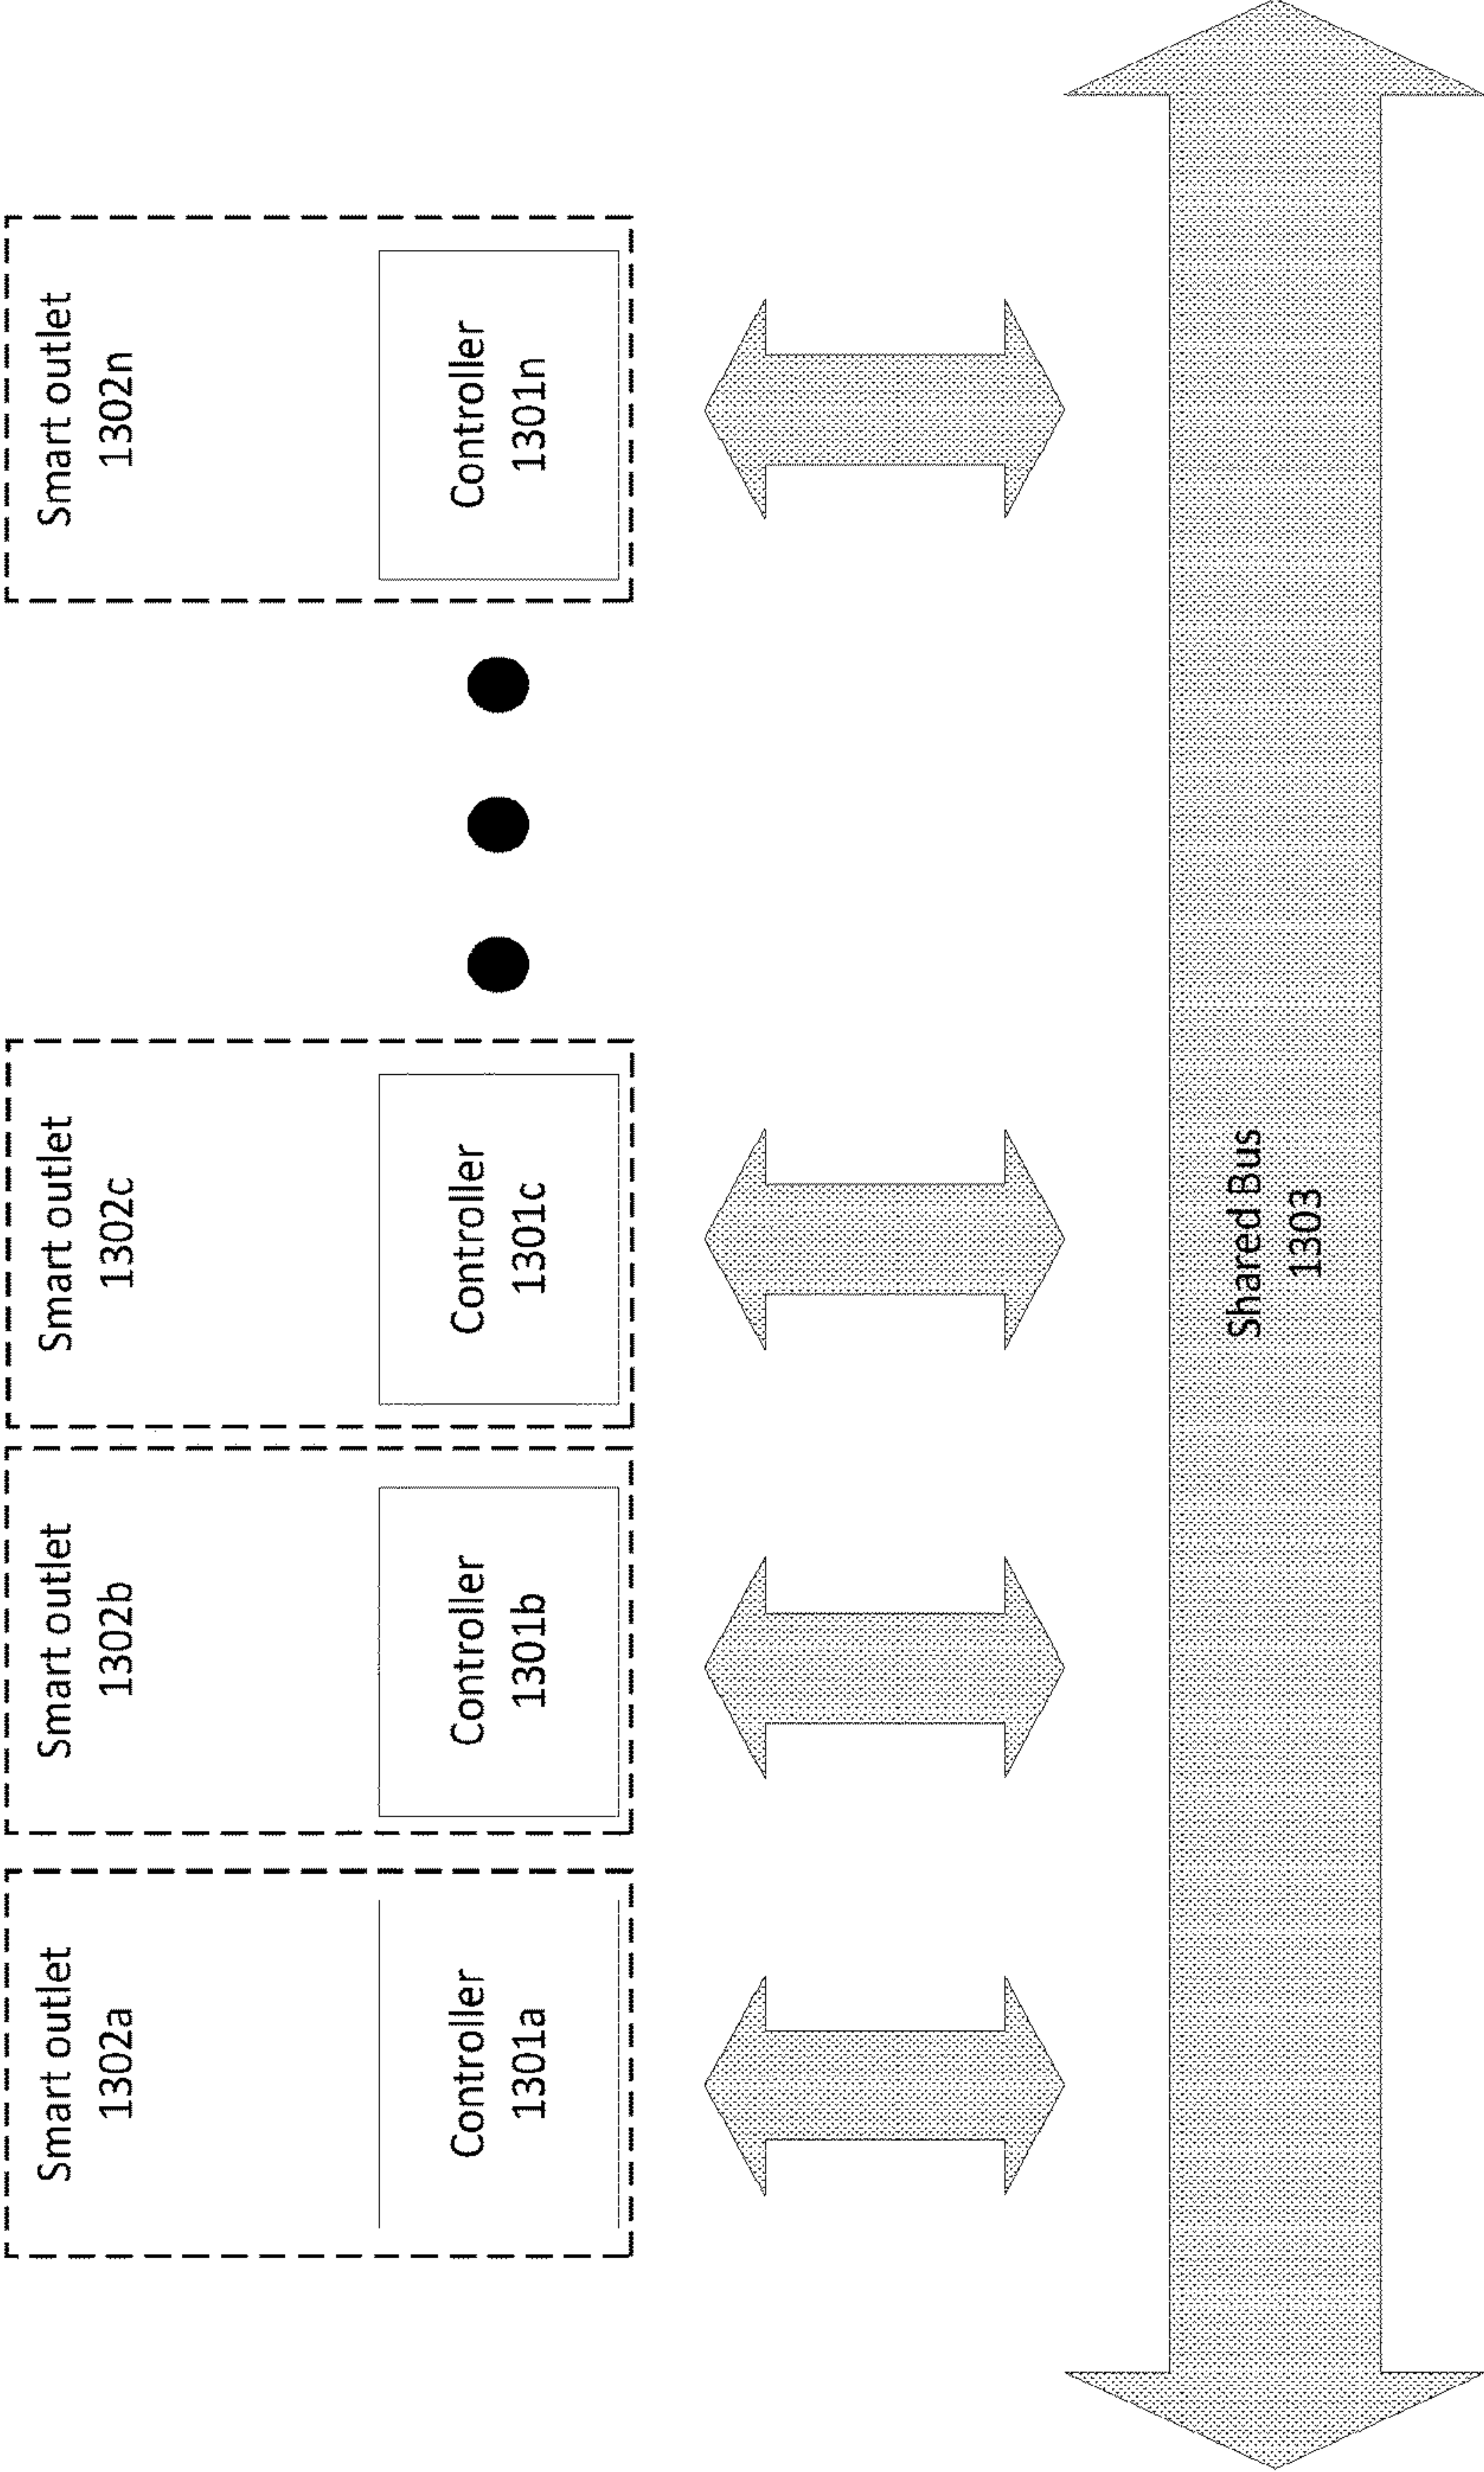 Smart outlet
1302a
Controller
1301a
Smart outlet
1302b
Controller
1301b
Smart outlet
1302c
Controller
1301c
Smart outlet
1302n
Controller
1301n
Shared Bus
1303